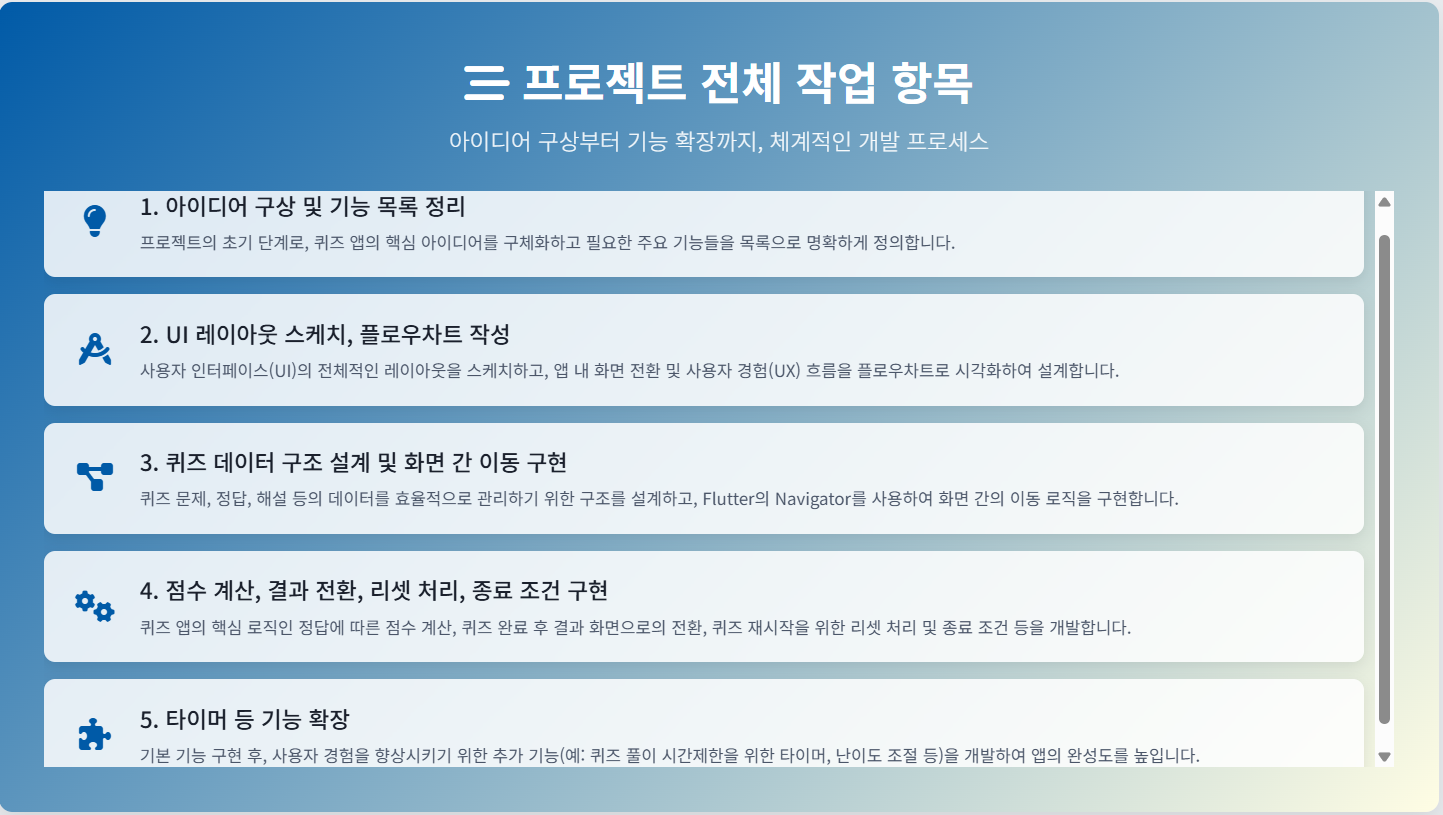 프로젝트 전체 작업 항목
아이디어 구상부터 기능 확장까지, 체계적인 개발 프로세스
1. 아이디어 구상 및 기능 목록 정리
프로젝트의 초기 단계로, 퀴즈 앱의 핵심 아이디어를 구체화하고 필요한 주요 기능들을 목록으로 명확하게 정의합니다.
2. UI 레이아웃 스케치, 플로우차트 작성
사용자 인터페이스(UI)의 전체적인 레이아웃을 스케치하고, 앱 내 화면 전환 및 사용자 경험(UX) 흐름을 플로우차트로 시각화하여 설계합니다.
3. 퀴즈 데이터 구조 설계 및 화면 간 이동 구현
퀴즈 문제, 정답, 해설 등의 데이터를 효율적으로 관리하기 위한 구조를 설계하고, Flutter의 Navigator를 사용하여 화면 간의 이동 로직을 구현합니다.
4. 점수 계산, 결과 전환, 리셋 처리, 종료 조건 구현
퀴즈 앱의 핵심 로직인 정답에 따른 점수 계산, 퀴즈 완료 후 결과 화면으로의 전환, 퀴즈 재시작을 위한 리셋 처리 및 종료 조건 등을 개발합니다.
5. 타이머 등 기능 확장
기본 기능 구현 후, 사용자 경험을 향상시키기 위한 추가 기능(예: 퀴즈 풀이 시간제한을 위한 타이머, 난이도 조절 등)을 개발하여 앱의 완성도를 높입니다.